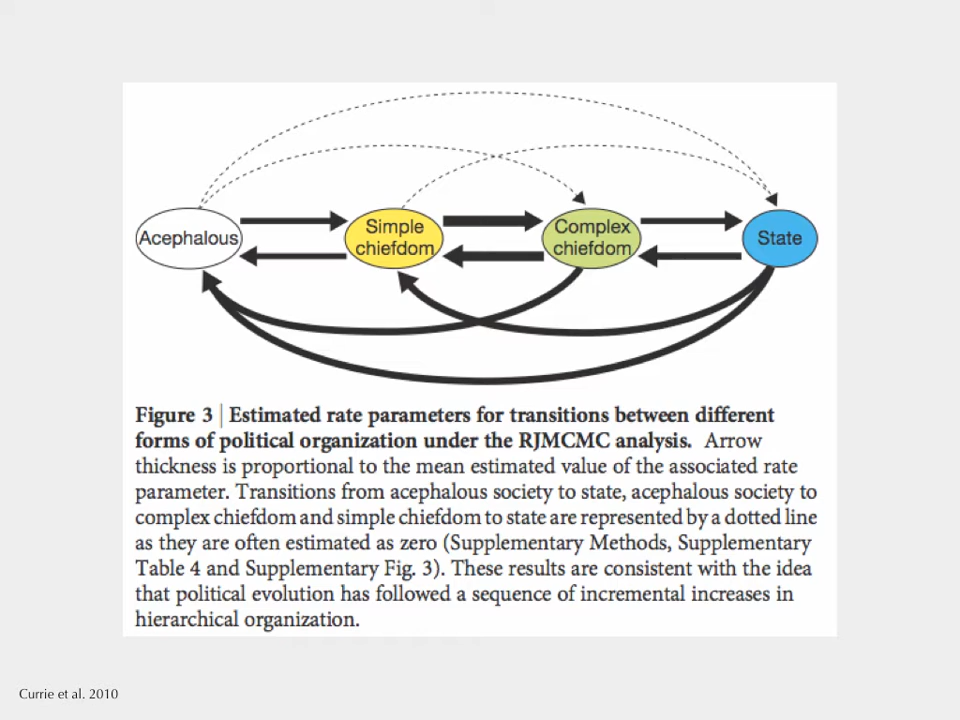 Acephalous
Simple
chiefdom
Complex
chiefdom
State
Figure 3 | Estimated rate parameters for transitions between different
forms of political organization under the RJMCMC analysis. Arrow
thickness is proportional to the mean estimated value of the associated rate
parameter. Transitions from acephalous society to state, acephalous society to
complex chiefdom and simple chiefdom to state are represented by a dotted line
as they are often estimated as zero (Supplementary Methods, Supplementary
Table 4 and Supplementary Fig. 3). These results are consistent with the idea
that political evolution has followed a sequence of incremental increases in
hierarchical organization.
Currie et al. 2010